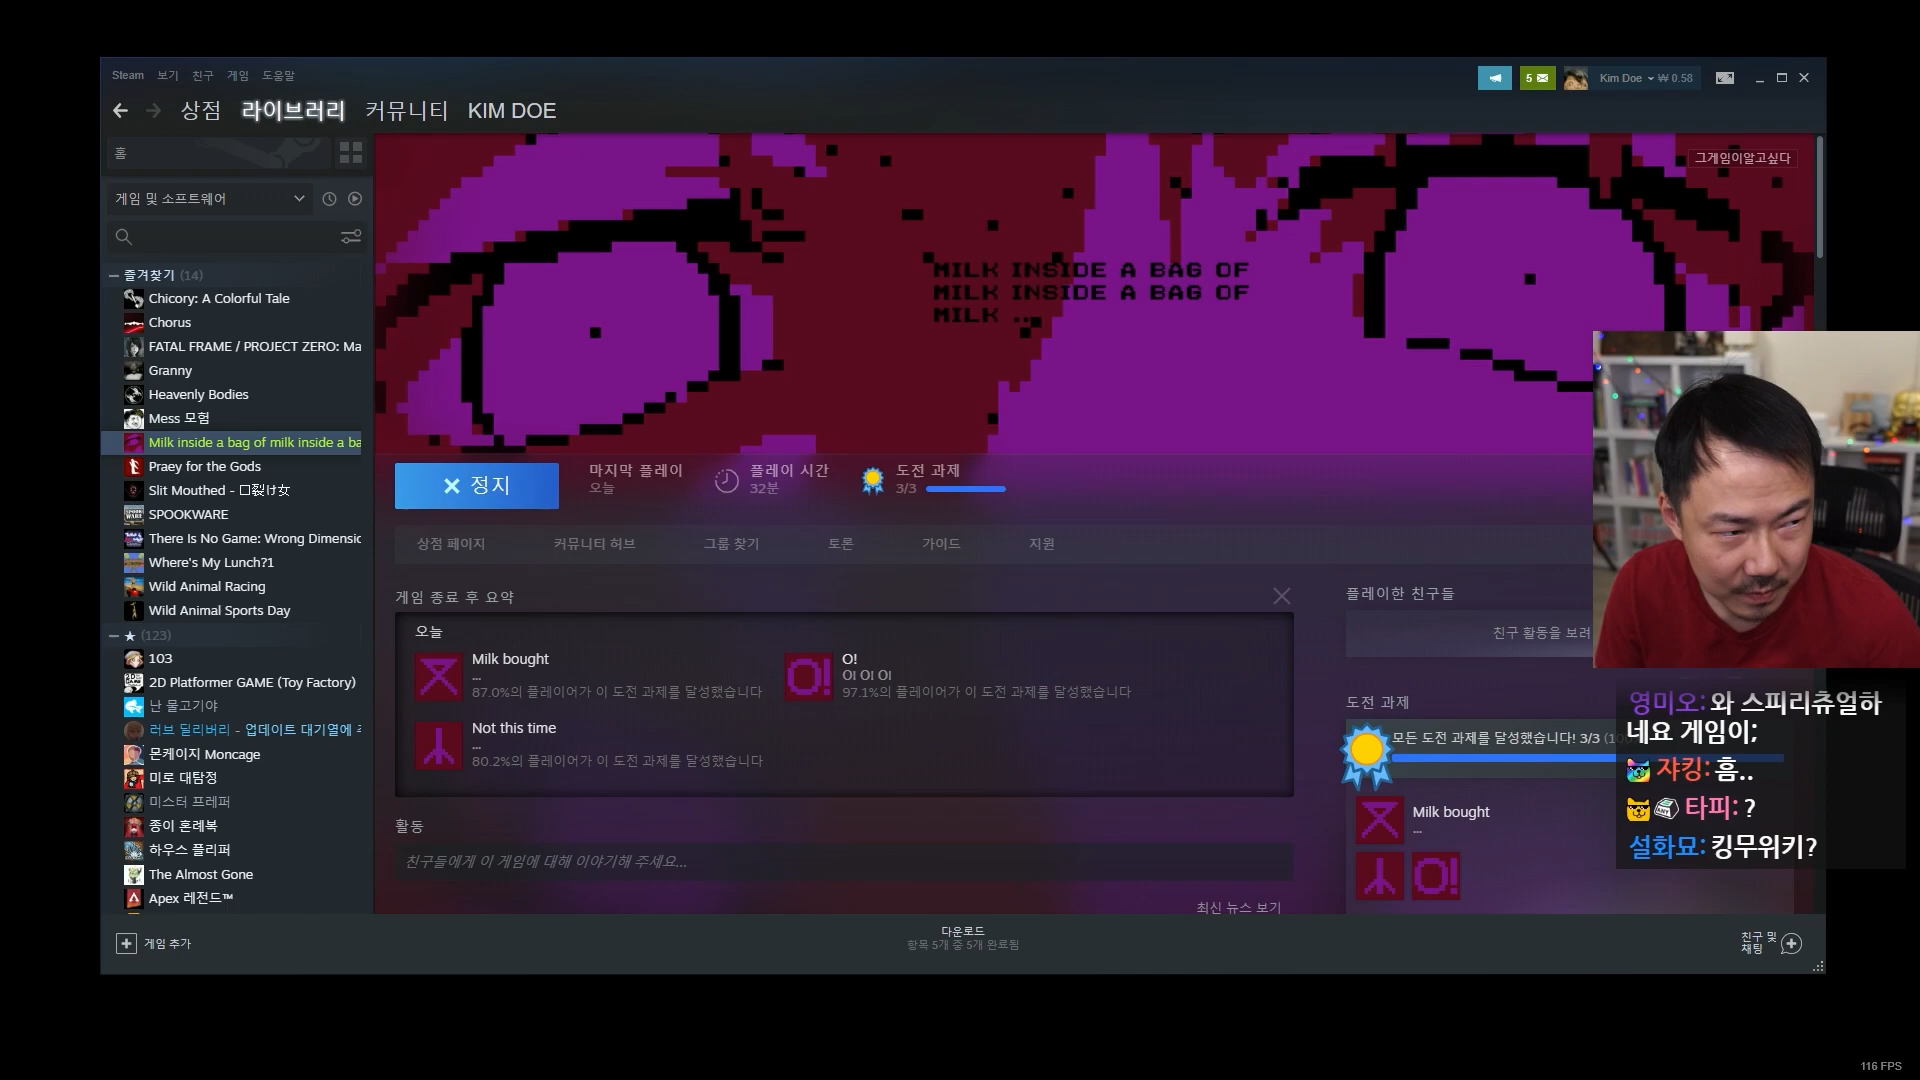 Steam 보기 친구 게임 도움말
5
Kim Doe ₩ 0.58
상점 라이브러리 커뮤니티 KIM DOE
홈
게임 및 소프트웨어
즐겨찾기 (14)
Chicory: A Colorful Tale
Chorus
FATAL FRAME / PROJECT ZERO: Ma
Granny
Heavenly Bodies
Mess 모험
Milk inside a bag of milk inside a ba
Praey for the Gods
Slit Mouthed - 口裂け女
SPOOKWARE
There Is No Game: Wrong Dimensic
Where's My Lunch?1
Wild Animal Racing
Wild Animal Sports Day
★ (123)
103
2D Platformer GAME (Toy Factory)
난 물고기야
러브 딜리버리 - 업데이트 대기열에
몬케이지 Moncage
미로 대탐정
미스터 프레퍼
종이 혼례복
하우스 플리퍼
The Almost Gone
Apex 레전드™
그게임이알고싶다
MILK INSIDE A BAG OF
MILK INSIDE A BAG OF
MILK ...
정지
마지막 플레이
오늘
플레이 시간
32분
도전 과제
3/3
상점 페이지 커뮤니티 허브 그룹 찾기 토론 가이드 지원
게임 종료 후 요약
오늘
Milk bought
...
87.0%의 플레이어가 이 도전 과제를 달성했습니다
O!
O!
O! O! O!
97.1%의 플레이어가 이 도전 과제를 달성했습니다
Not this time
...
80.2%의 플레이어가 이 도전 과제를 달성했습니다
활동
친구들에게 이 게임에 대해 이야기해 주세요...
최신 뉴스 보기
플레이한 친구들
친구 활동을 보려
도전 과제
모든 도전 과제를 달성했습니다! 3/3
Milk bought
...
O!
영미오: 와 스피리츄얼하
네요 게임이;
쟈킹: 흠..
타피: ?
설화묘: 킹무위키?
게임 추가
다운로드
항목 5개 중 5개 완료됨
친구 및
채팅
116 FPS